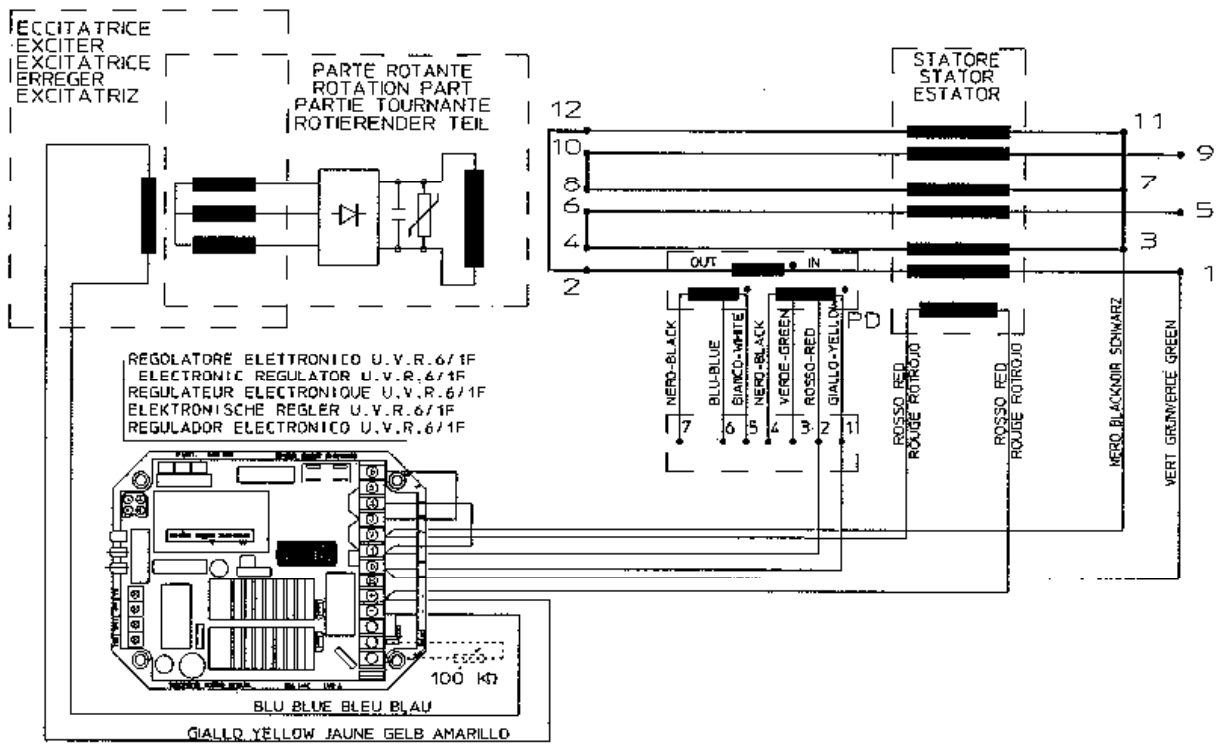 ECCITATRICE
EXCITER
EXCITATRICE
ERREGER
EXCITATRIZ
PARTE ROTANTE
ROTATION PART
PARTIE TOURNANTE
ROTIERENDER TEIL
STATORE
STATOR
ESTATOR
12
11
10
9
8
7
6
5
4
3
2
1
OUT
IN
PD
NERO-BLACK
BLU-BLUE
BIANCO-WHITE
NERO-BLACK
VERDE-GREEN
ROSSO-RED
GIALLO-YELLOW
7 6 5 4 3 2 1
ROSSO RED
ROUGE ROTROJO
ROSSO RED
ROUGE ROTROJO
NERO BLACKNOIR SCHWARZ
VERT GRUNVERDE GREEN
REGOLATORE ELETTRONICO U.V.R.6/1F
ELECTRONIC REGULATOR U.V.R.6/1F
REGULATEUR ELECTRONIQUE U.V.R.6/1F
ELEKTRONISCHE REGLER U.V.R.6/1F
REGULADOR ELECTRONICO U.V.R.6/1F
100 KΩ
BLU BLUE BLEU BLAU
GIALLO YELLOW JAUNE GELB AMARILLO